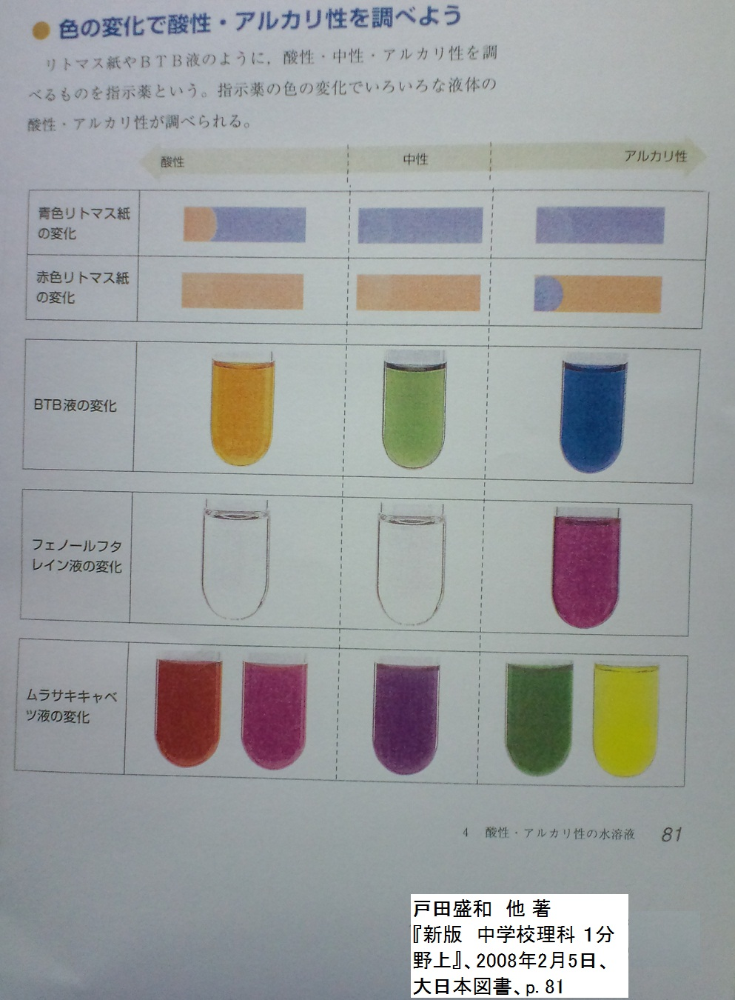 色の変化で酸性・アルカリ性を調べよう
リトマス紙やＢＴＢ液のように，酸性・中性・アルカリ性を調
べるものを指示薬という。指示薬の色の変化でいろいろな液体の
酸性・アルカリ性が調べられる。
酸性 中性 アルカリ性
青色リトマス紙
の変化
赤色リトマス紙
の変化
BTB液の変化
フェノールフタ
レイン液の変化
ムラサキキャベ
ツ液の変化
4 酸性・アルカリ性の水溶液 81
戸田盛和 他 著
『新版 中学校理科 １分
野上』、2008年2月5日、
大日本図書、p. 81